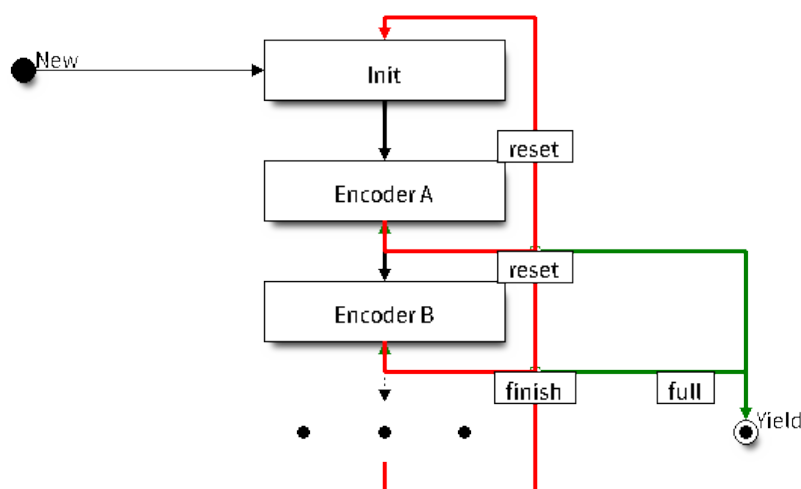 New
Init
reset
Encoder A
reset
Encoder B
finish
full
Yield